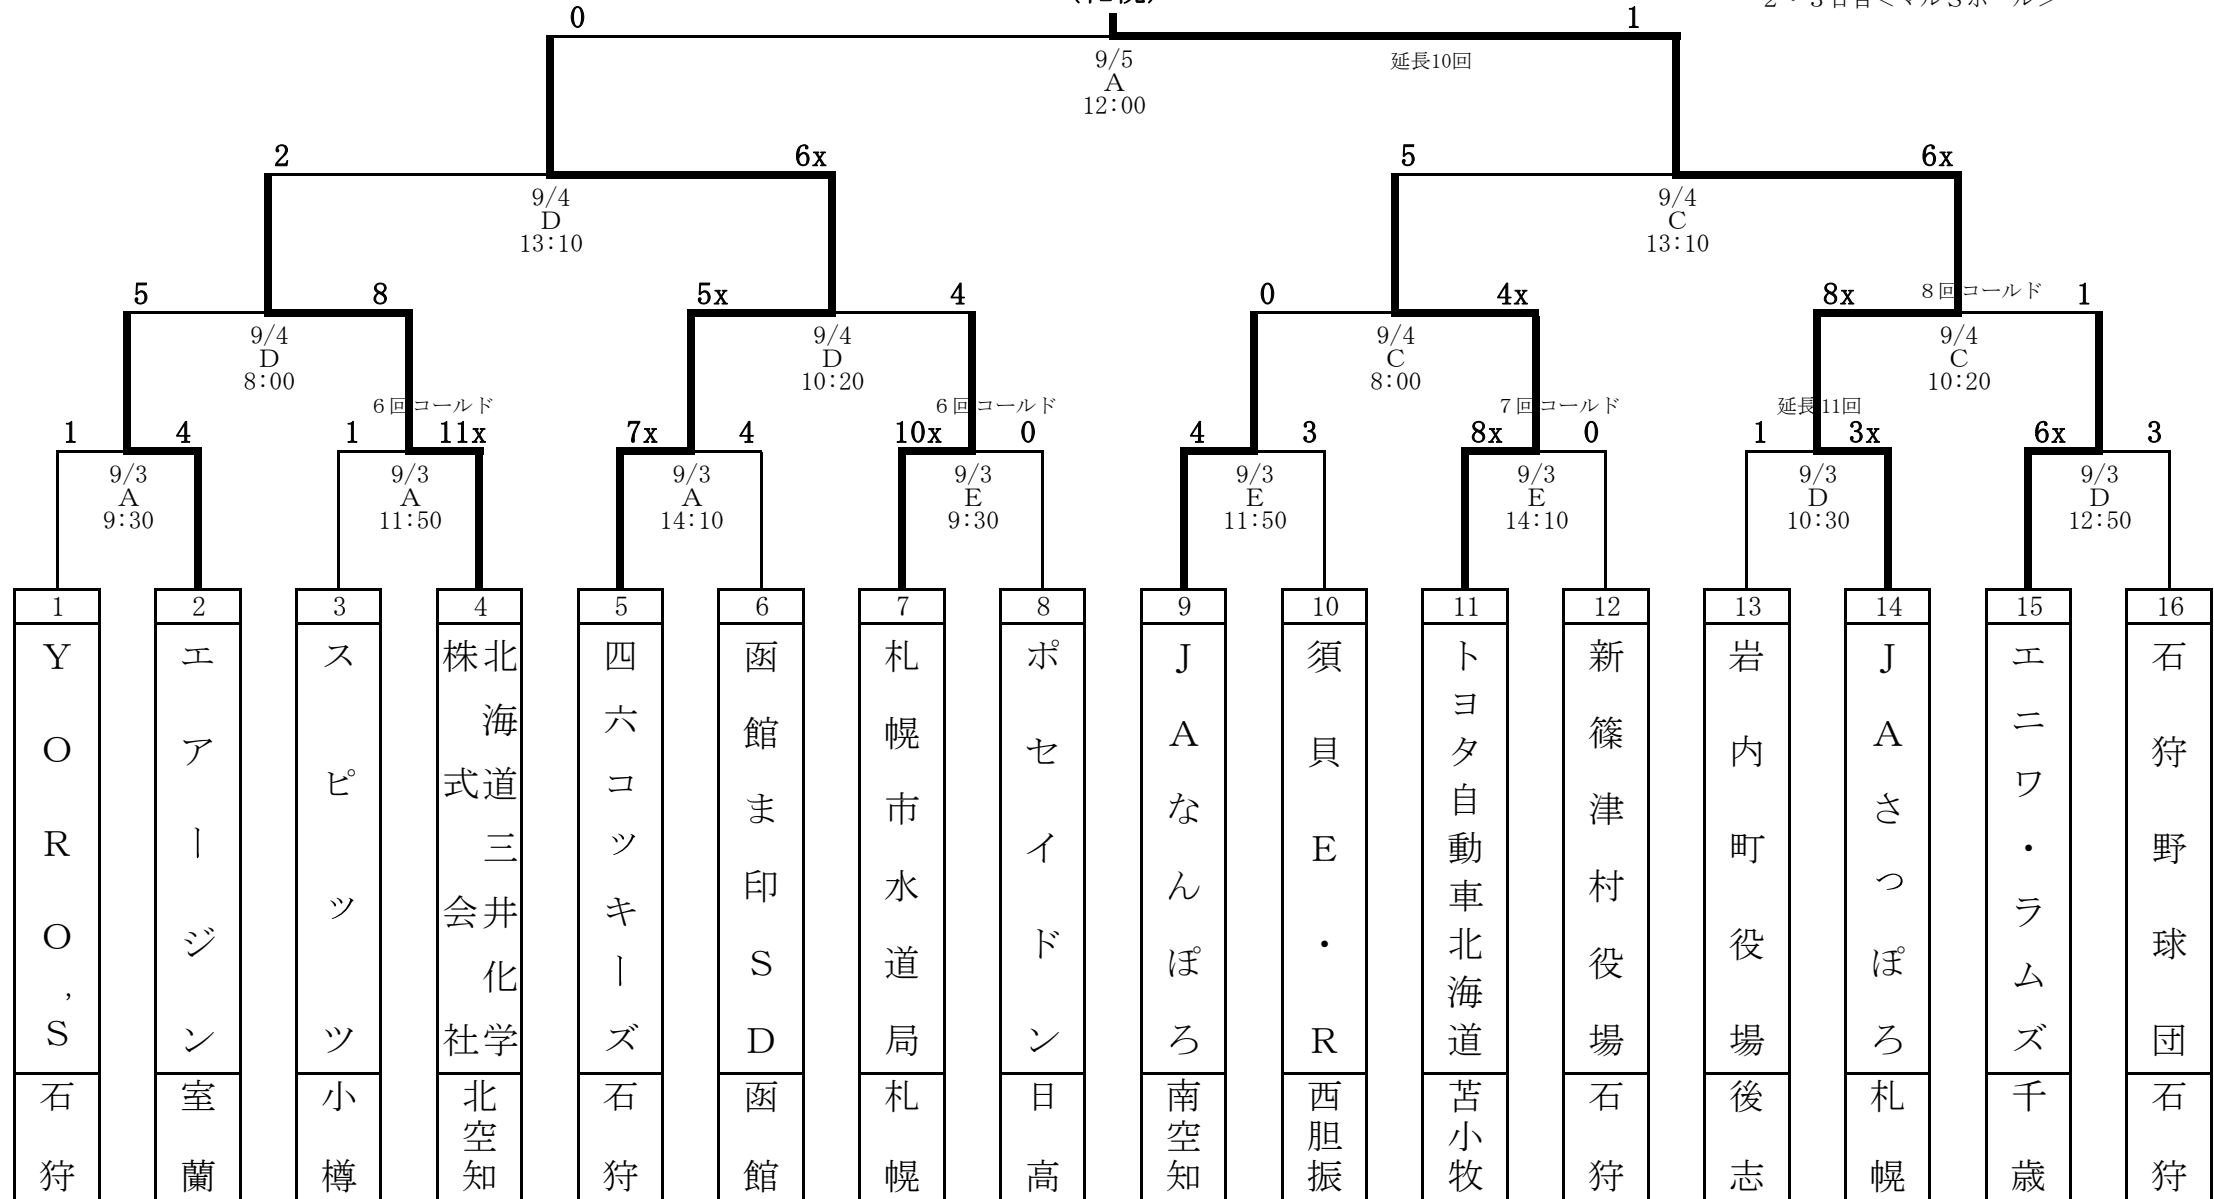 0
1
9/5
A
12:00
延長10回
2
6x
5
6x
9/4
D
13:10
9/4
C
13:10
5
8
5x
4
0
4x
8x
8回コールド
1
9/4
D
8:00
9/4
D
10:20
9/4
C
8:00
9/4
C
10:20
6回コールド
6回コールド
7回コールド
延長11回
1
4
1
11x
7x
4
10x
0
4
3
8x
0
1
3x
6x
3
9/3
A
9:30
9/3
A
11:50
9/3
A
14:10
9/3
E
9:30
9/3
E
11:50
9/3
E
14:10
9/3
D
10:30
9/3
D
12:50
1
YORO,S
石狩
2
エアージン
室蘭
3
スピッツ
小樽
4
北海道三井化学
株式会社
北空知
5
四六コッキーズ
石狩
6
函館ま印SD
函館
7
札幌市水道局
札幌
8
ポセイドン
日高
9
JAなんぽろ
南空知
10
須貝E・R
西胆振
11
トヨタ自動車北海道
苫小牧
12
新篠津村役場
石狩
13
岩内町役場
後志
14
JAさっぽろ
札幌
15
エニワ・ラムズ
千歳
16
石狩野球団
石狩